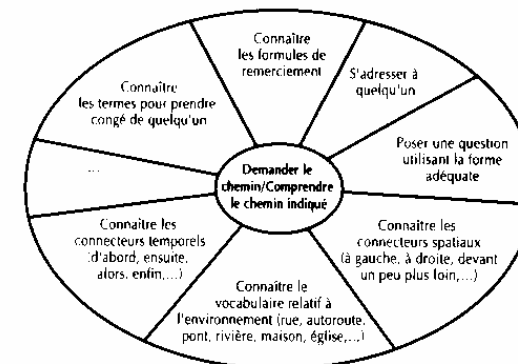 Connaître
les formules de
remerciement
S'adresser à
quelqu'un
Poser une question
utilisant la forme
adéquate
Connaître les
connecteurs spatiaux
(à gauche, à droite, devant
un peu plus loin,...)
Connaître le
vocabulaire relatif à
l'environnement (rue, autoroute,
pont, rivière, maison, église,...)
Connaître les
connecteurs temporels
(d'abord, ensuite,
alors, enfin,...)
...
Connaître
les termes pour prendre
congé de quelqu'un
Demander le
chemin/Comprendre
le chemin indiqué